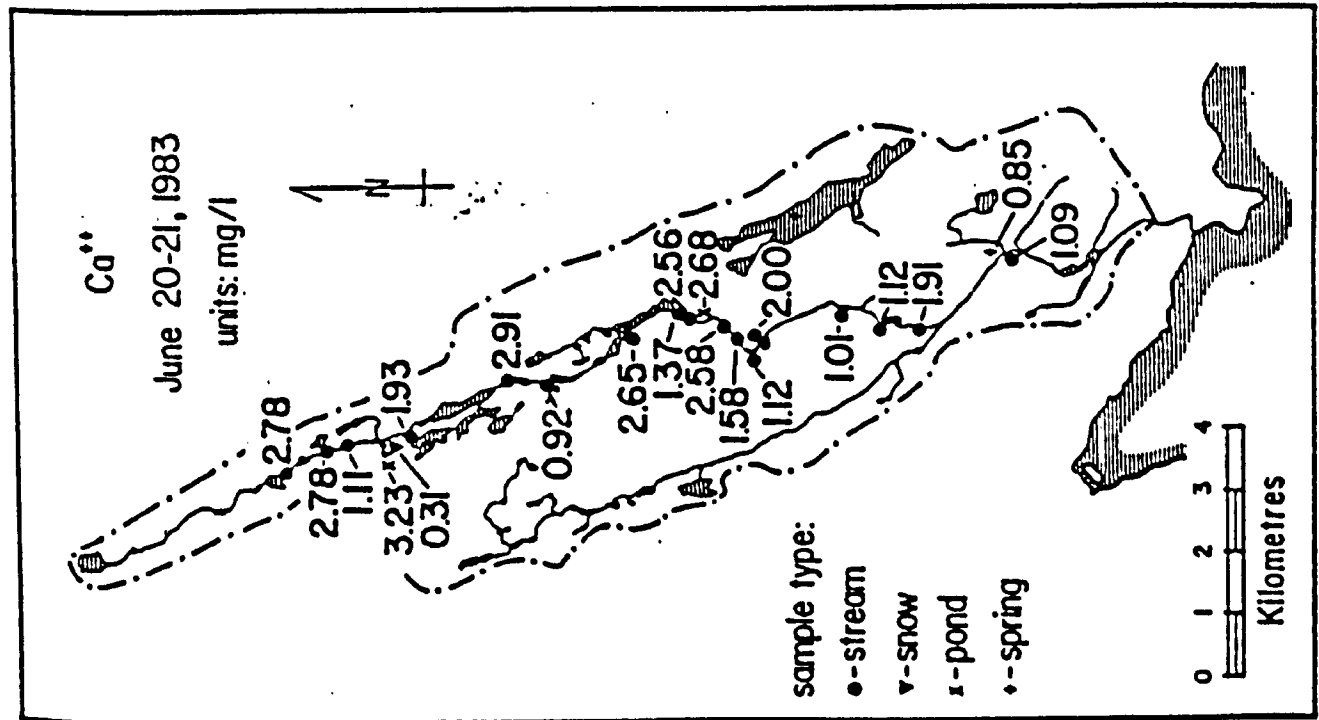 Ca++
June 20-21, 1983
units: mg/l
N
2.78
2.78
1.11
1.93
3.23
0.31
2.91
0.92
2.65
2.56
1.37
2.68
2.58
1.58
2.00
1.12
1.01
1.12
1.91
0.85
1.09
sample type:
●-stream
▼-snow
x-pond
+-spring
0 1 2 3 4
Kilometres